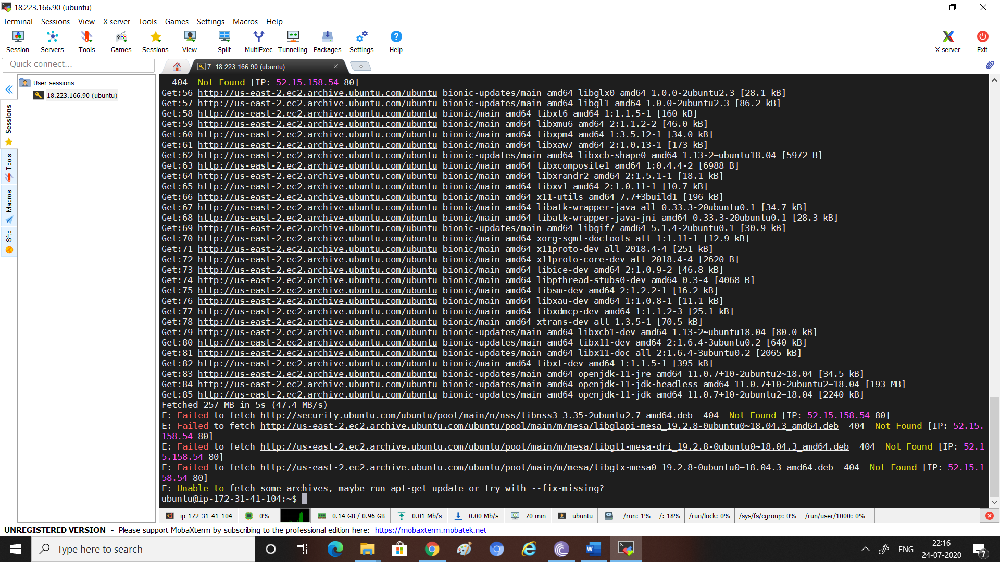 18.223.166.90 (ubuntu)
Terminal Sessions View X server Tools Games Settings Macros Help
Session Servers Tools Games Sessions View Split MultiExec Tunneling Packages Settings Help X server Exit
Quick connect...
7. 18.223.166.90 (ubuntu)
User sessions
18.223.166.90 (ubuntu)
Sessions
Tools
Macros
Sftp
404  Not Found [IP: 52.15.158.54 80]
Get:56 http://us-east-2.ec2.archive.ubuntu.com/ubuntu bionic-updates/main amd64 libglx0 amd64 1.0.0-2ubuntu2.3 [28.1 kB]
Get:57 http://us-east-2.ec2.archive.ubuntu.com/ubuntu bionic-updates/main amd64 libgl1 amd64 1.0.0-2ubuntu2.3 [86.2 kB]
Get:58 http://us-east-2.ec2.archive.ubuntu.com/ubuntu bionic/main amd64 libxt6 amd64 1:1.1.5-1 [160 kB]
Get:59 http://us-east-2.ec2.archive.ubuntu.com/ubuntu bionic/main amd64 libxmu6 amd64 2:1.1.2-2 [46.0 kB]
Get:60 http://us-east-2.ec2.archive.ubuntu.com/ubuntu bionic/main amd64 libxpm4 amd64 1:3.5.12-1 [34.0 kB]
Get:61 http://us-east-2.ec2.archive.ubuntu.com/ubuntu bionic/main amd64 libxaw7 amd64 2:1.0.13-1 [173 kB]
Get:62 http://us-east-2.ec2.archive.ubuntu.com/ubuntu bionic-updates/main amd64 libxcb-shape0 amd64 1.13-2~ubuntu18.04 [5972 B]
Get:63 http://us-east-2.ec2.archive.ubuntu.com/ubuntu bionic/main amd64 libxcomposite1 amd64 1:0.4.4-2 [6988 B]
Get:64 http://us-east-2.ec2.archive.ubuntu.com/ubuntu bionic/main amd64 libxrandr2 amd64 2:1.5.1-1 [18.1 kB]
Get:65 http://us-east-2.ec2.archive.ubuntu.com/ubuntu bionic/main amd64 libxv1 amd64 2:1.0.11-1 [10.7 kB]
Get:66 http://us-east-2.ec2.archive.ubuntu.com/ubuntu bionic/main amd64 x11-utils amd64 7.7+3build1 [196 kB]
Get:67 http://us-east-2.ec2.archive.ubuntu.com/ubuntu bionic/main amd64 libatk-wrapper-java all 0.33.3-20ubuntu0.1 [34.7 kB]
Get:68 http://us-east-2.ec2.archive.ubuntu.com/ubuntu bionic/main amd64 libatk-wrapper-java-jni amd64 0.33.3-20ubuntu0.1 [28.3 kB]
Get:69 http://us-east-2.ec2.archive.ubuntu.com/ubuntu bionic-updates/main amd64 libgif7 amd64 5.1.4-2ubuntu0.1 [30.9 kB]
Get:70 http://us-east-2.ec2.archive.ubuntu.com/ubuntu bionic/main amd64 xorg-sgml-doctools all 1:1.11-1 [12.9 kB]
Get:71 http://us-east-2.ec2.archive.ubuntu.com/ubuntu bionic/main amd64 x11proto-dev all 2018.4-4 [251 kB]
Get:72 http://us-east-2.ec2.archive.ubuntu.com/ubuntu bionic/main amd64 x11proto-core-dev all 2018.4-4 [2620 B]
Get:73 http://us-east-2.ec2.archive.ubuntu.com/ubuntu bionic/main amd64 libice-dev amd64 2:1.0.9-2 [46.8 kB]
Get:74 http://us-east-2.ec2.archive.ubuntu.com/ubuntu bionic/main amd64 libpthread-stubs0-dev amd64 0.3-4 [4068 B]
Get:75 http://us-east-2.ec2.archive.ubuntu.com/ubuntu bionic/main amd64 libsm-dev amd64 2:1.2.2-1 [16.2 kB]
Get:76 http://us-east-2.ec2.archive.ubuntu.com/ubuntu bionic/main amd64 libxau-dev amd64 1:1.0.8-1 [11.1 kB]
Get:77 http://us-east-2.ec2.archive.ubuntu.com/ubuntu bionic/main amd64 libxdmcp-dev amd64 1:1.1.2-3 [25.1 kB]
Get:78 http://us-east-2.ec2.archive.ubuntu.com/ubuntu bionic/main amd64 xtrans-dev all 1.3.5-1 [70.5 kB]
Get:79 http://us-east-2.ec2.archive.ubuntu.com/ubuntu bionic-updates/main amd64 libxcb1-dev amd64 1.13-2~ubuntu18.04 [80.0 kB]
Get:80 http://us-east-2.ec2.archive.ubuntu.com/ubuntu bionic-updates/main amd64 libx11-dev amd64 2:1.6.4-3ubuntu0.2 [640 kB]
Get:81 http://us-east-2.ec2.archive.ubuntu.com/ubuntu bionic-updates/main amd64 libx11-doc all 2:1.6.4-3ubuntu0.2 [2065 kB]
Get:82 http://us-east-2.ec2.archive.ubuntu.com/ubuntu bionic/main amd64 libxt-dev amd64 1:1.1.5-1 [395 kB]
Get:83 http://us-east-2.ec2.archive.ubuntu.com/ubuntu bionic-updates/main amd64 openjdk-11-jre amd64 11.0.7+10-2ubuntu2~18.04 [34.5 kB]
Get:84 http://us-east-2.ec2.archive.ubuntu.com/ubuntu bionic-updates/main amd64 openjdk-11-jdk-headless amd64 11.0.7+10-2ubuntu2~18.04 [193 MB]
Get:85 http://us-east-2.ec2.archive.ubuntu.com/ubuntu bionic-updates/main amd64 openjdk-11-jdk amd64 11.0.7+10-2ubuntu2~18.04 [2240 kB]
Fetched 257 MB in 5s (47.4 MB/s)
E: Failed to fetch http://security.ubuntu.com/ubuntu/pool/main/n/nss/libnss3_3.35-2ubuntu2.7_amd64.deb  404  Not Found [IP: 52.15.158.54 80]
E: Failed to fetch http://us-east-2.ec2.archive.ubuntu.com/ubuntu/pool/main/m/mesa/libglapi-mesa_19.2.8-0ubuntu0~18.04.3_amd64.deb  404  Not Found [IP: 52.15.
158.54 80]
E: Failed to fetch http://us-east-2.ec2.archive.ubuntu.com/ubuntu/pool/main/m/mesa/libgl1-mesa-dri_19.2.8-0ubuntu0~18.04.3_amd64.deb  404  Not Found [IP: 52.1
5.158.54 80]
E: Failed to fetch http://us-east-2.ec2.archive.ubuntu.com/ubuntu/pool/main/m/mesa/libglx-mesa0_19.2.8-0ubuntu0~18.04.3_amd64.deb  404  Not Found [IP: 52.15.1
58.54 80]
E: Unable to fetch some archives, maybe run apt-get update or try with --fix-missing?
ubuntu@ip-172-31-41-104:~$
ip-172-31-41-104 0% 0.14 GB / 0.96 GB 0.01 Mb/s 0.00 Mb/s 70 min ubuntu /run: 1% /: 18% /run/lock: 0% /sys/fs/cgroup: 0% /run/user/1000: 0%
UNREGISTERED VERSION - Please support MobaXterm by subscribing to the professional edition here: https://mobaxterm.mobatek.net
Type here to search
ENG
22:16
24-07-2020
7